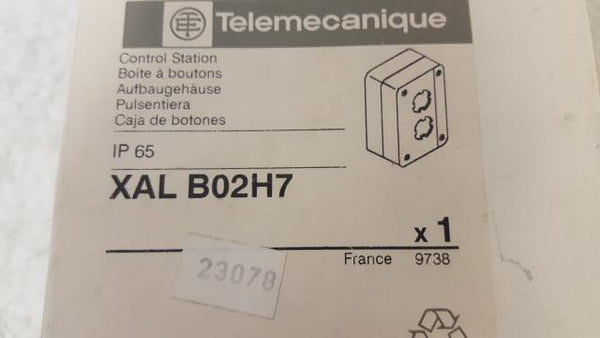 Telemecanique
Control Station
Boite à boutons
Aufbaugehäuse
Pulsentiera
Caja de botones
IP 65
XAL B02H7
x 1
France 9738
23078